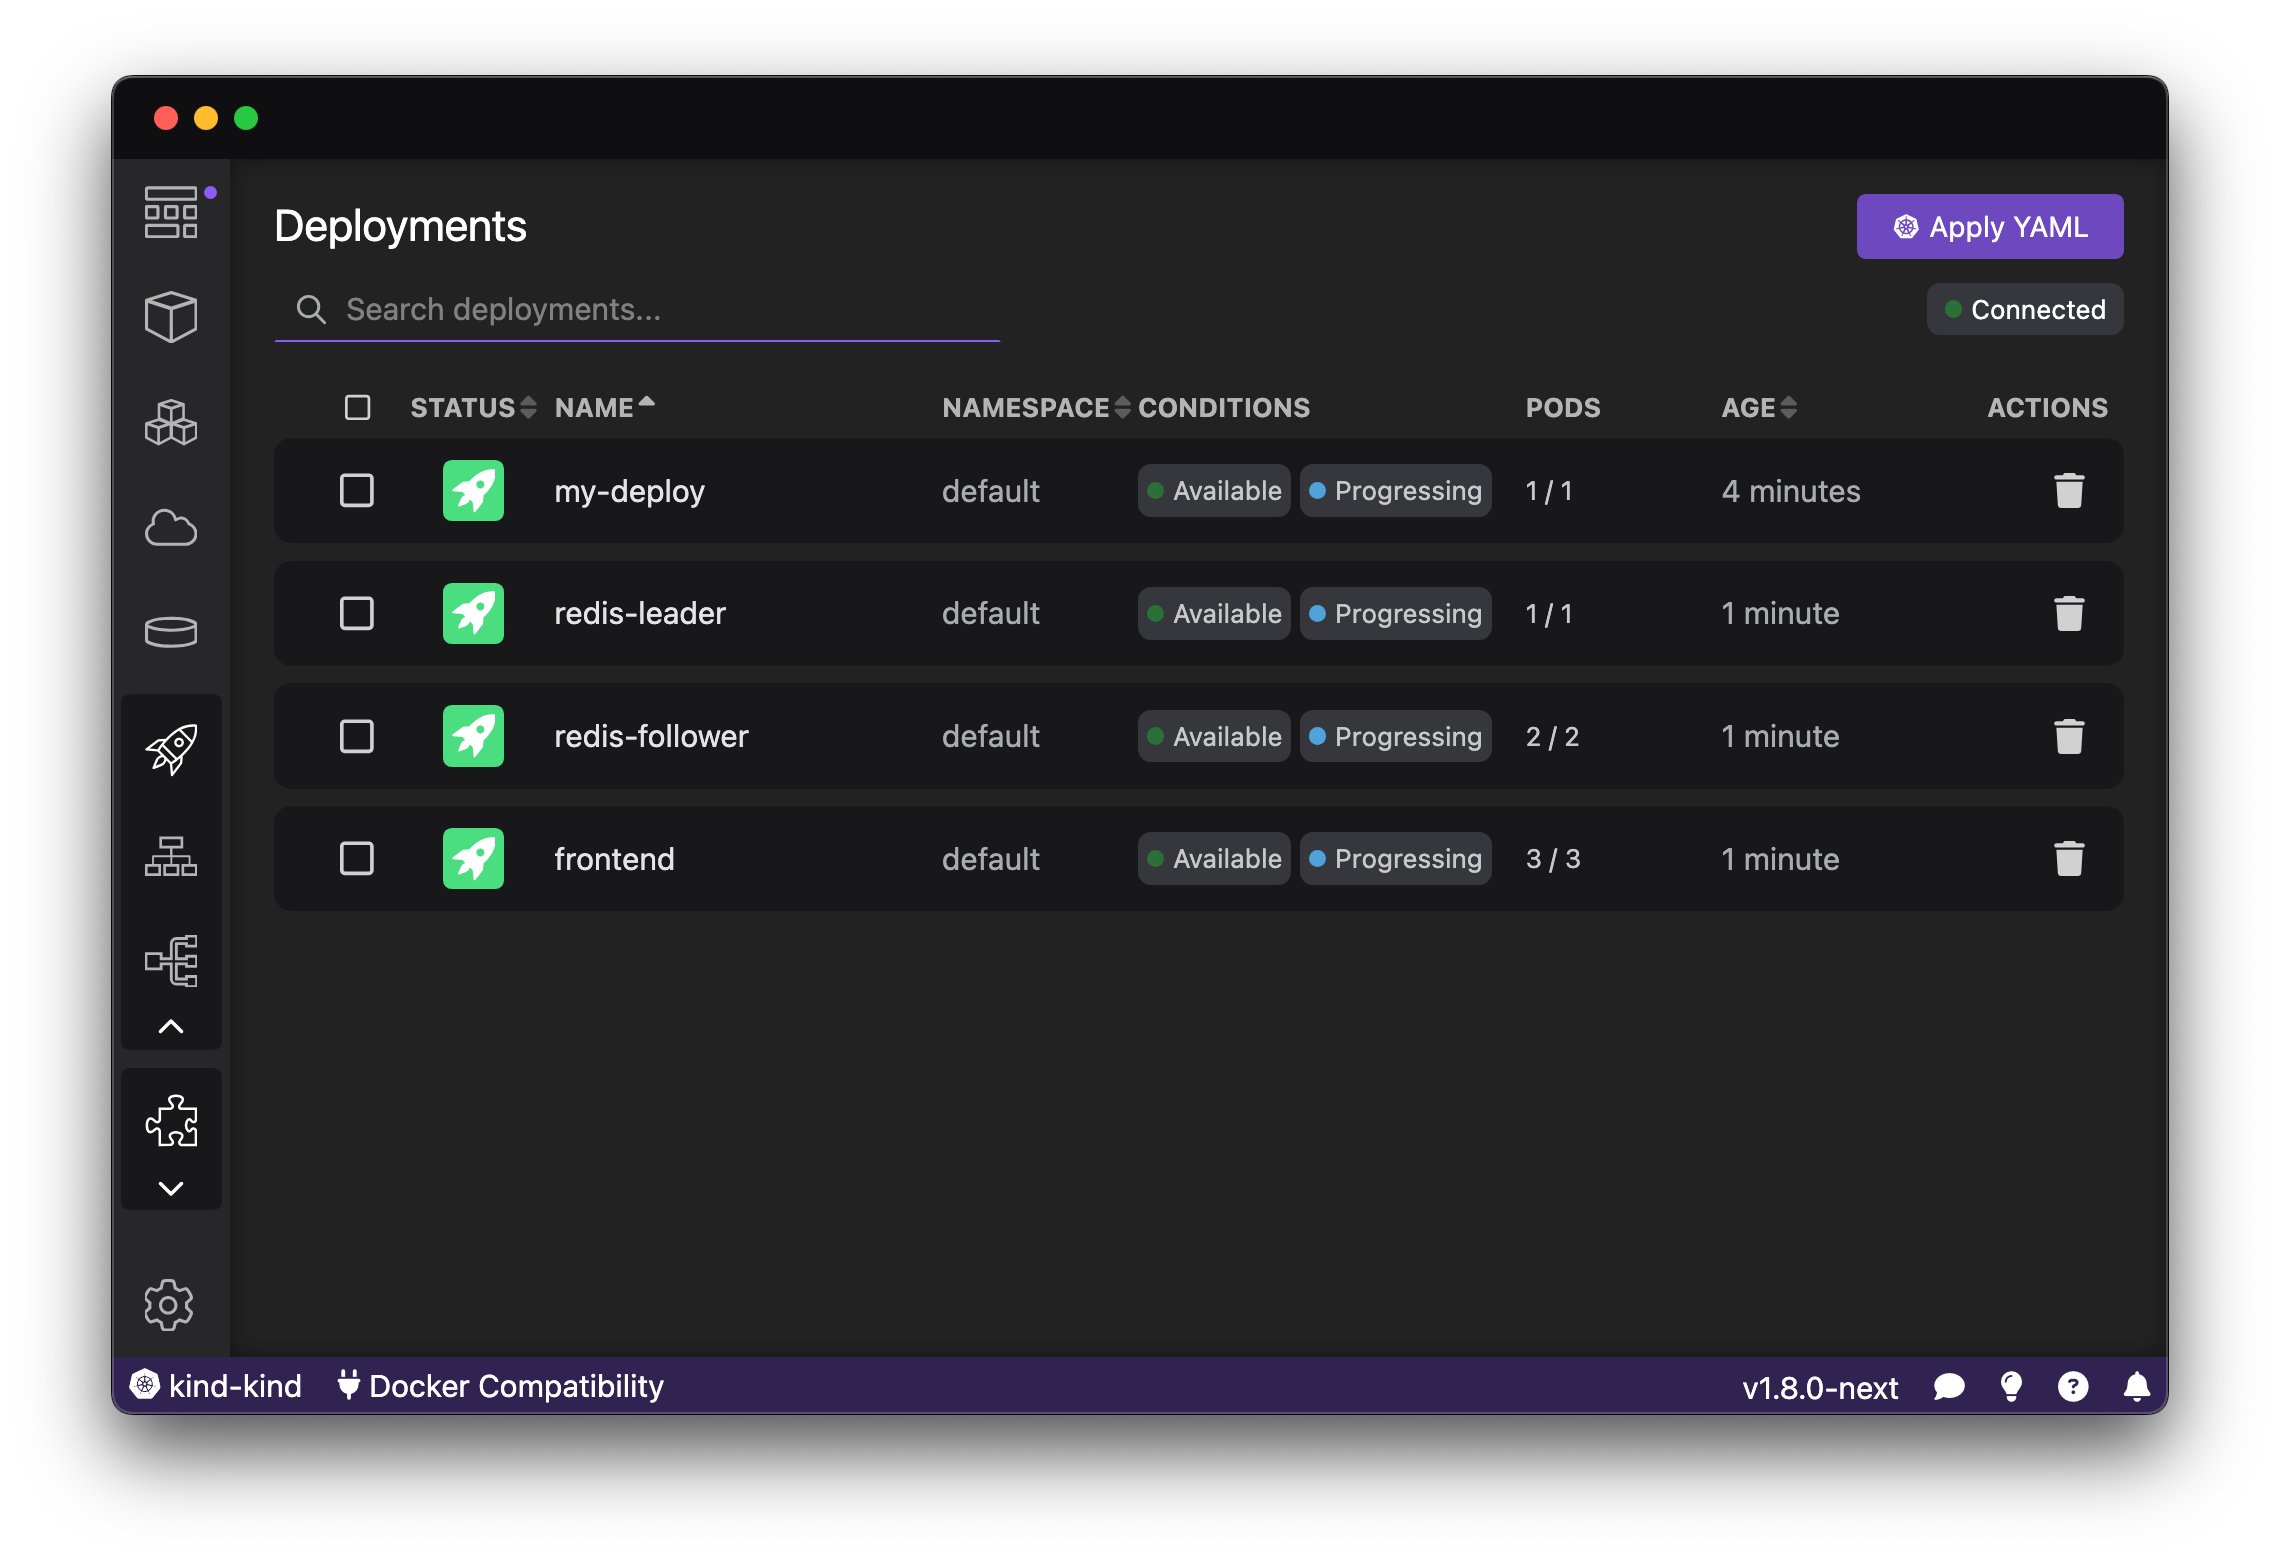 Deployments
Apply YAML
Search deployments...
Connected
STATUS NAME NAMESPACE CONDITIONS PODS AGE ACTIONS
my-deploy default Available Progressing 1 / 1 4 minutes
redis-leader default Available Progressing 1 / 1 1 minute
redis-follower default Available Progressing 2 / 2 1 minute
frontend default Available Progressing 3 / 3 1 minute
kind-kind Docker Compatibility v1.8.0-next ?